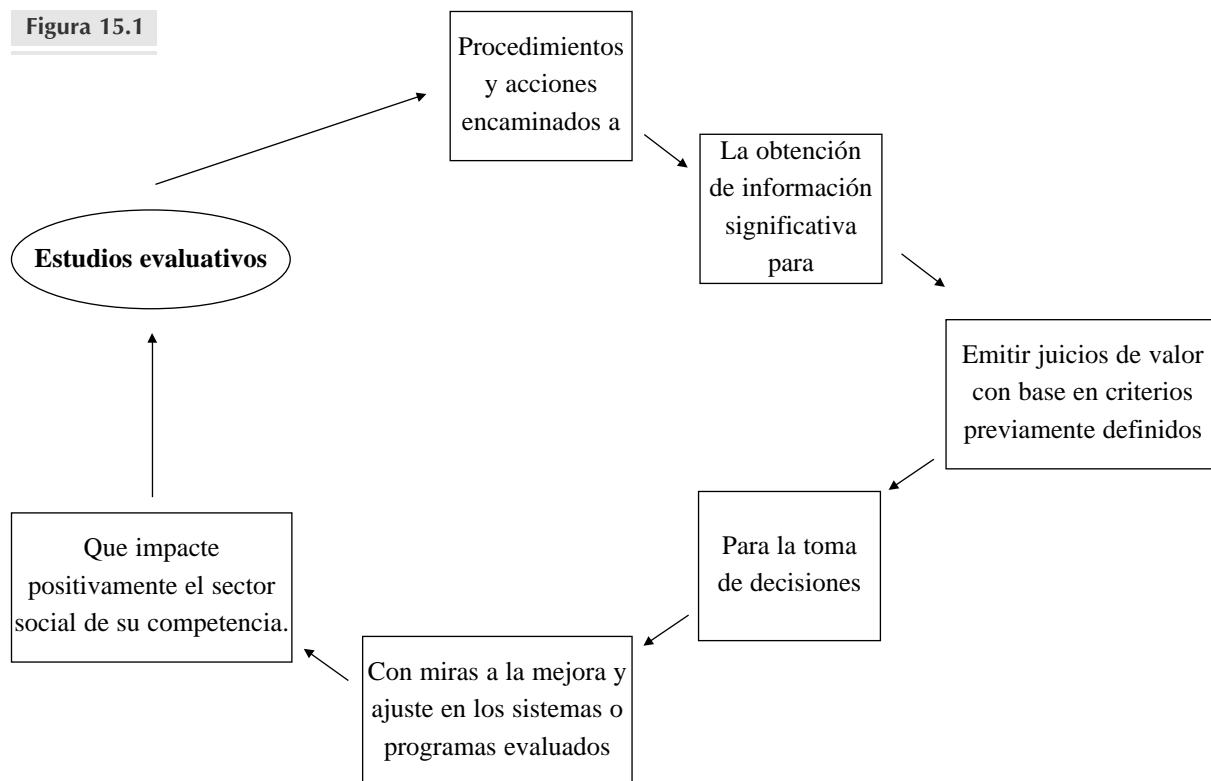 Figura 15.1
Procedimientos
y acciones
encaminados a
La obtención
de información
significativa
para
Estudios evaluativos
Emitir juicios de valor
con base en criterios
previamente definidos
Para la toma
de decisiones
Que impacte
positivamente el sector
social de su competencia.
Con miras a la mejora y
ajuste en los sistemas o
programas evaluados